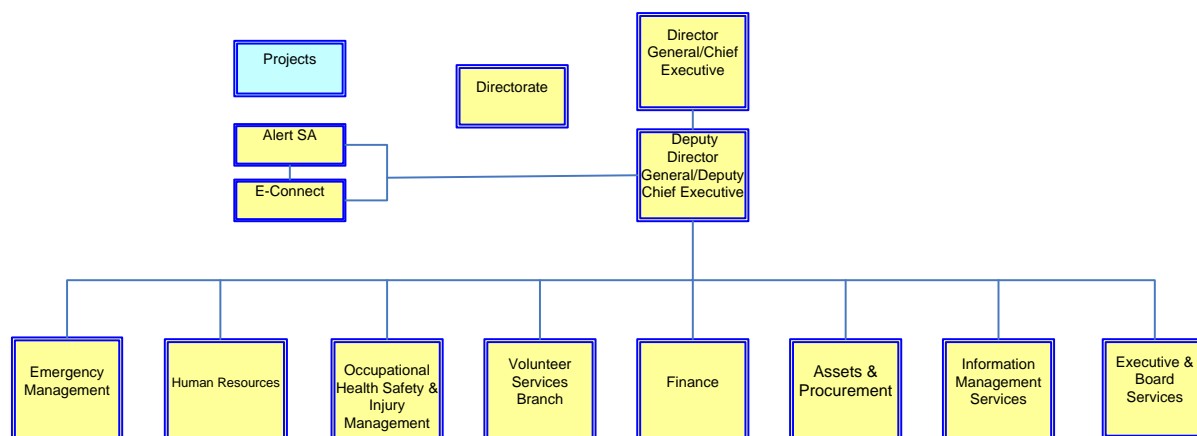 Projects
Directorate
Director
General/Chief
Executive
Alert SA
E-Connect
Deputy
Director
General/Deputy
Chief Executive
Emergency
Management
Human Resources
Occupational
Health Safety &
Injury
Management
Volunteer
Services
Branch
Finance
Assets &
Procurement
Information
Management
Services
Executive &
Board
Services